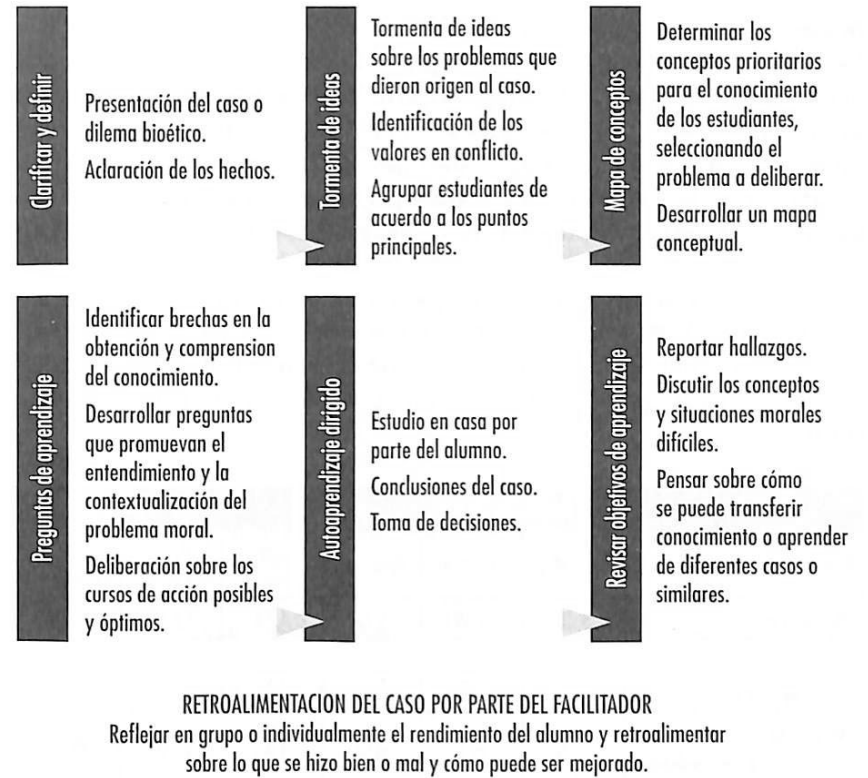 Clarificar y definir
Presentación del caso o
dilema bioético.
Aclaración de los hechos.
Tormenta de ideas
Tormenta de ideas
sobre los problemas que
dieron origen al caso.
Identificación de los
valores en conflicto.
Agrupar estudiantes de
acuerdo a los puntos
principales.
Mapa de conceptos
Determinar los
conceptos prioritarios
para el conocimiento
de los estudiantes,
seleccionando el
problema a deliberar.
Desarrollar un mapa
conceptual.
Preguntas de aprendizaje
Identificar brechas en la
obtención y comprension
del conocimiento.
Desarrollar preguntas
que promuevan el
entendimiento y la
contextualización del
problema moral.
Deliberación sobre los
cursos de acción posibles
y óptimos.
Autoaprendizaje dirigido
Estudio en casa por
parte del alumno.
Conclusiones del caso.
Toma de decisiones.
Revisar objetivos de aprendizaje
Reportar hallazgos.
Discutir los conceptos
y situaciones morales
difíciles.
Pensar sobre cómo
se puede transferir
conocimiento o aprender
de diferentes casos o
similares.
RETROALIMENTACION DEL CASO POR PARTE DEL FACILITADOR
Reflejar en grupo o individualmente el rendimiento del alumno y retroalimentar
sobre lo que se hizo bien o mal y cómo puede ser mejorado.